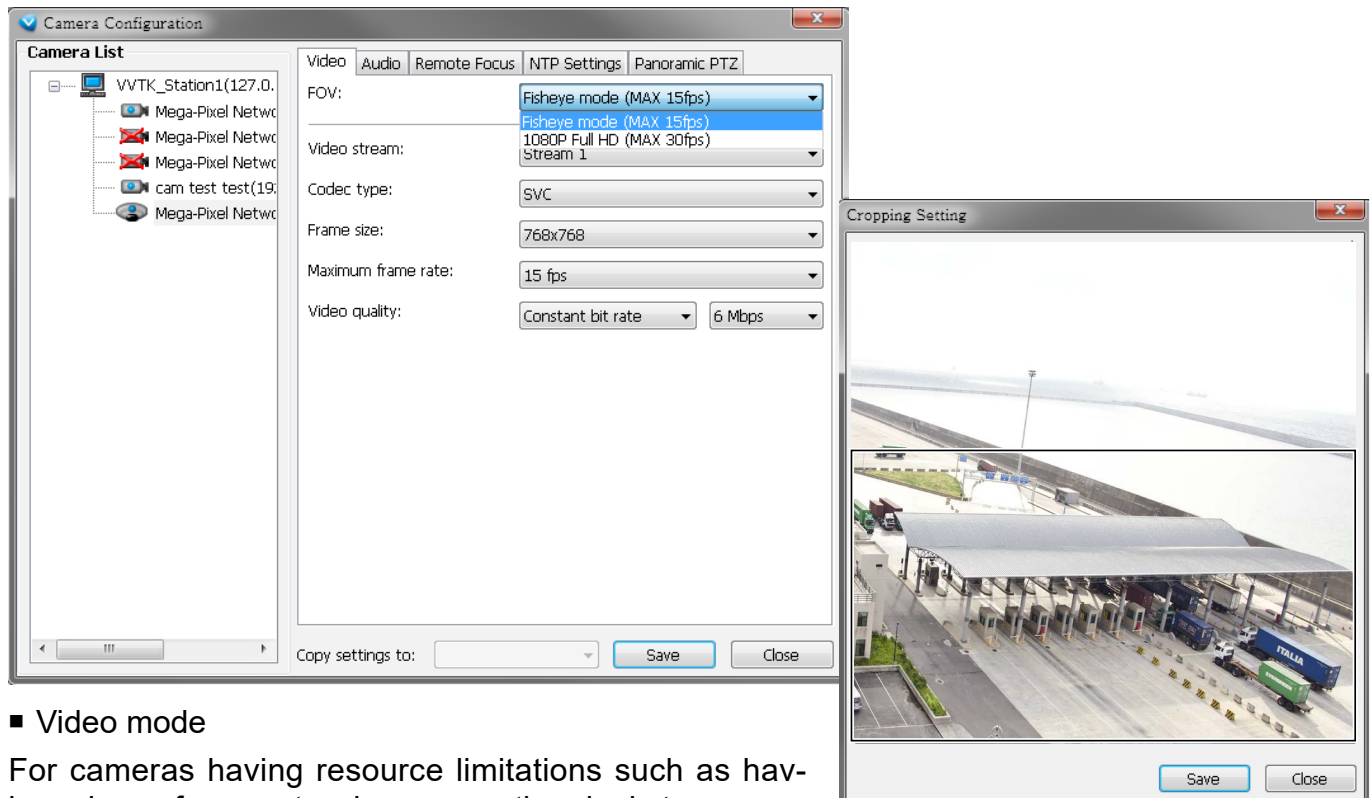 Camera Configuration
Camera List
VVTK_Station1(127.0.
Mega-Pixel Netwo
Mega-Pixel Netwo
Mega-Pixel Netwo
cam test test(19
Mega-Pixel Netwo
Video Audio Remote Focus NTP Settings Panoramic PTZ
FOV: Fisheye mode (MAX 15fps)
Fisheye mode (MAX 15fps)
1080P Full HD (MAX 30fps)
Video stream: Stream 1
Codec type: SVC
Frame size: 768x768
Maximum frame rate: 15 fps
Video quality: Constant bit rate 6 Mbps
Copy settings to: Save Close
Cropping Setting
ITALIA
EVERGREEN
Save Close
■ Video mode
For cameras having resource limitations such as hav-